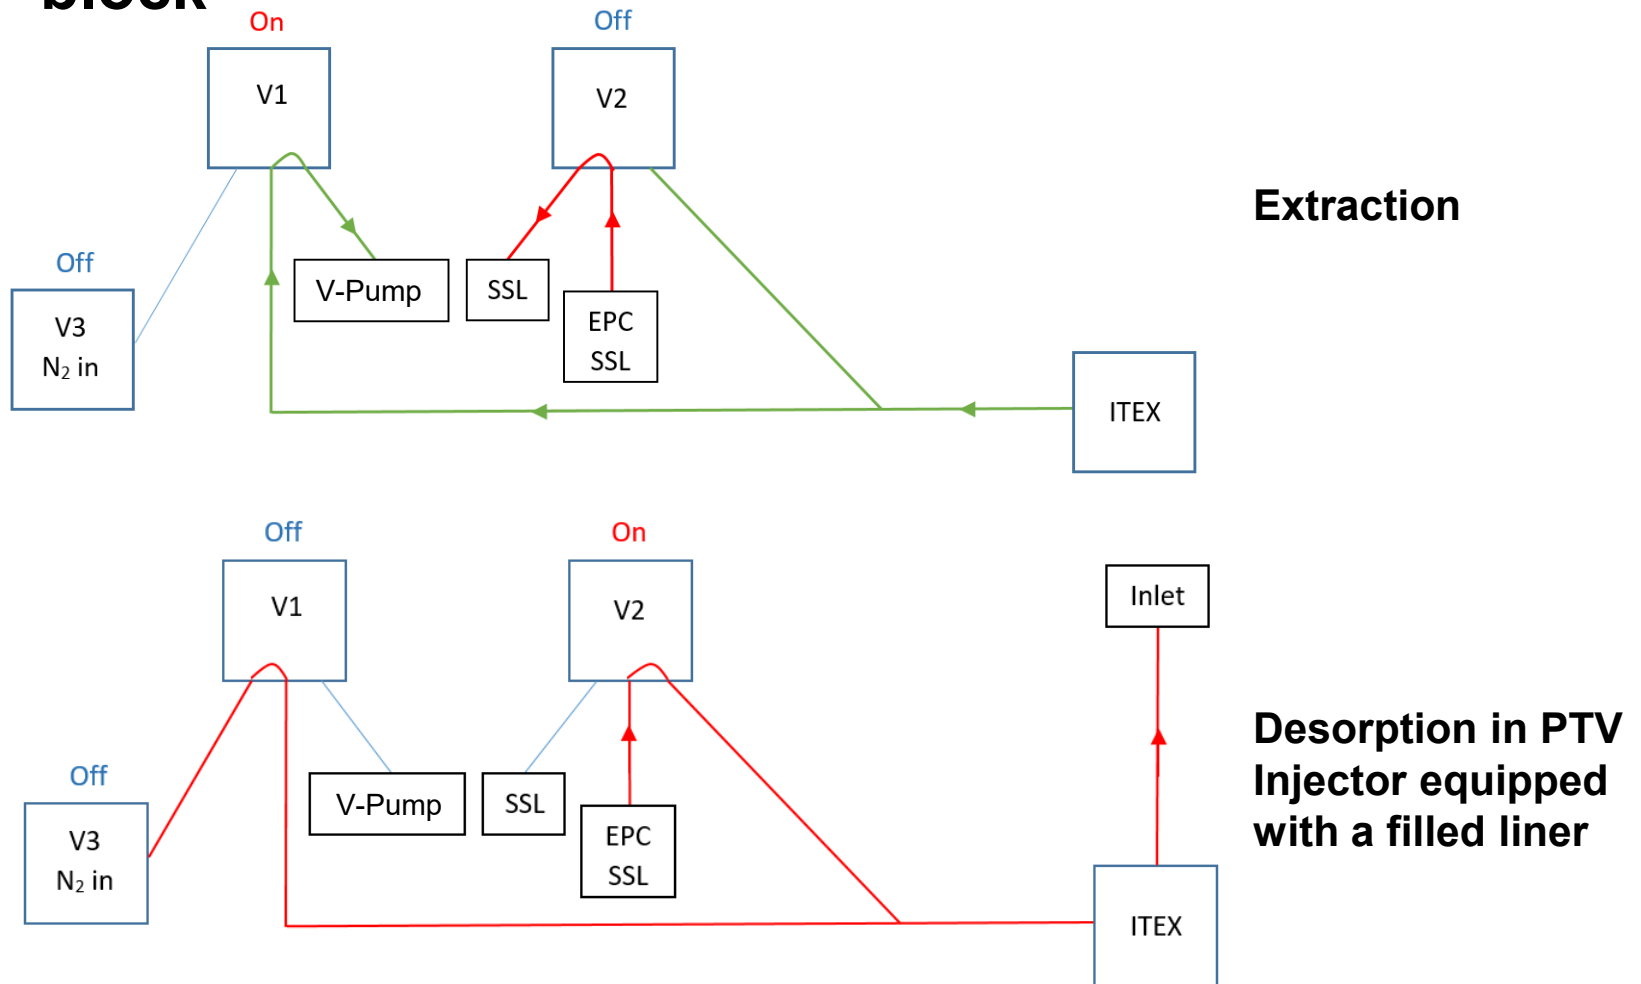 block
On
Off
V1
V2
Extraction
Off
V3
N₂ in
V-Pump
SSL
EPC
SSL
ITEX
Off
On
V1
V2
Inlet
Desorption in PTV
Injector equipped
with a filled liner
Off
V3
N₂ in
V-Pump
SSL
EPC
SSL
ITEX